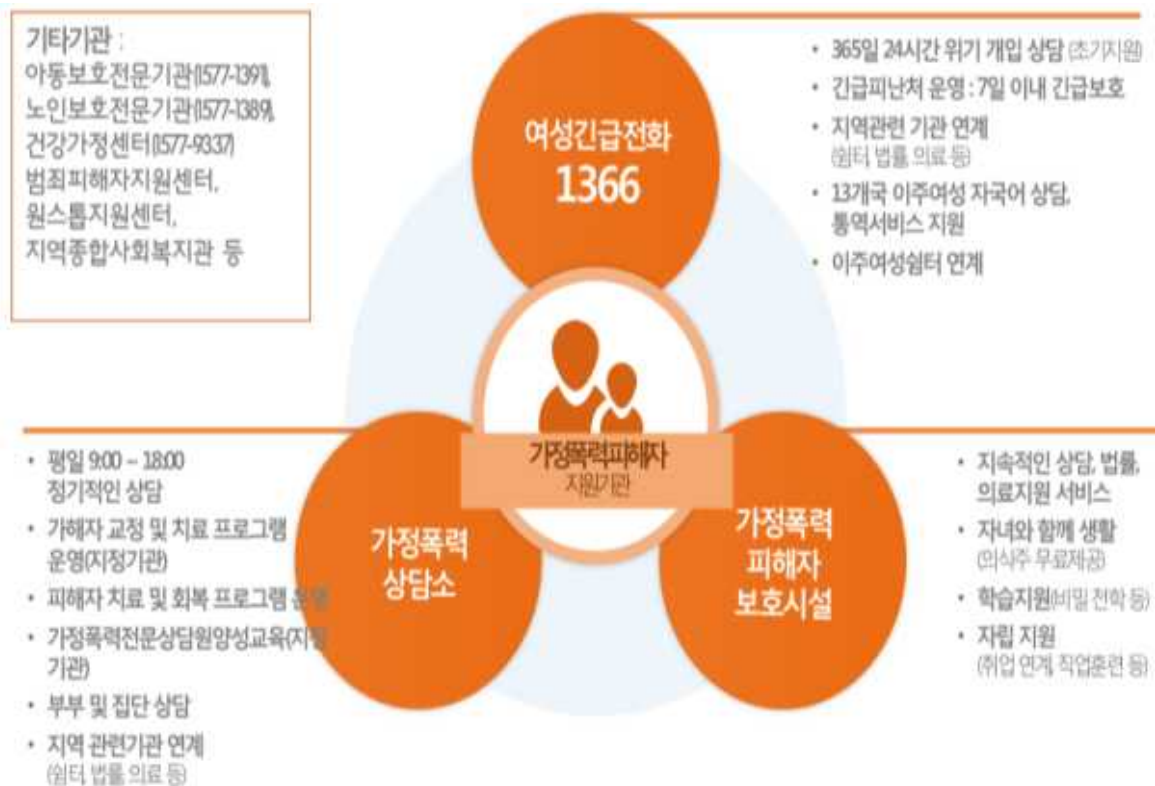 기타기관 :
아동보호전문기관(1577-1391),
노인보호전문기관(1577-1389),
건강가정센터(1577-9337)
범죄피해자지원센터,
원스톱지원센터,
지역종합사회복지관 등
여성긴급전화
1366
• 365일 24시간 위기 개입 상담 (초기지원)
• 긴급피난처 운영 : 7일 이내 긴급보호
• 지역관련 기관 연계
(쉼터, 법률, 의료 등)
• 13개국 이주여성 자국어 상담,
통역서비스 지원
• 이주여성쉼터 연계
가정폭력피해자
지원기관
가정폭력
상담소
• 평일 9:00 – 18:00
정기적인 상담
• 가해자 교정 및 치료 프로그램
운영(지정기관)
• 피해자 치료 및 회복 프로그램 운영
• 가정폭력전문상담원양성교육(지정
기관)
• 부부 및 집단 상담
• 지역 관련기관 연계
(쉼터, 법률, 의료 등)
가정폭력
피해자
보호시설
• 지속적인 상담, 법률,
의료지원 서비스
• 자녀와 함께 생활
(의식주 무료제공)
• 학습지원(비밀 전학 등)
• 자립 지원
(취업 연계, 직업훈련 등)